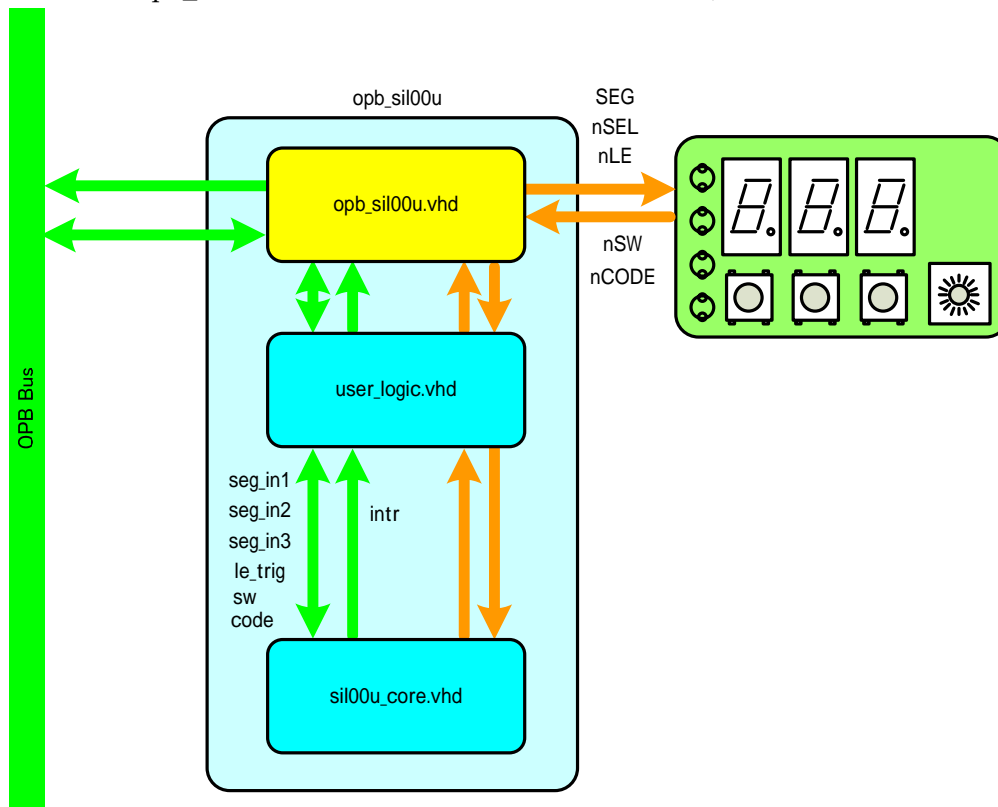 opb_sil00u
SEG
nSEL
nLE
opb_sil00u.vhd
nSW
nCODE
OPB Bus
user_logic.vhd
seg_in1
seg_in2
seg_in3
le_trig
sw
code
intr
sil00u_core.vhd